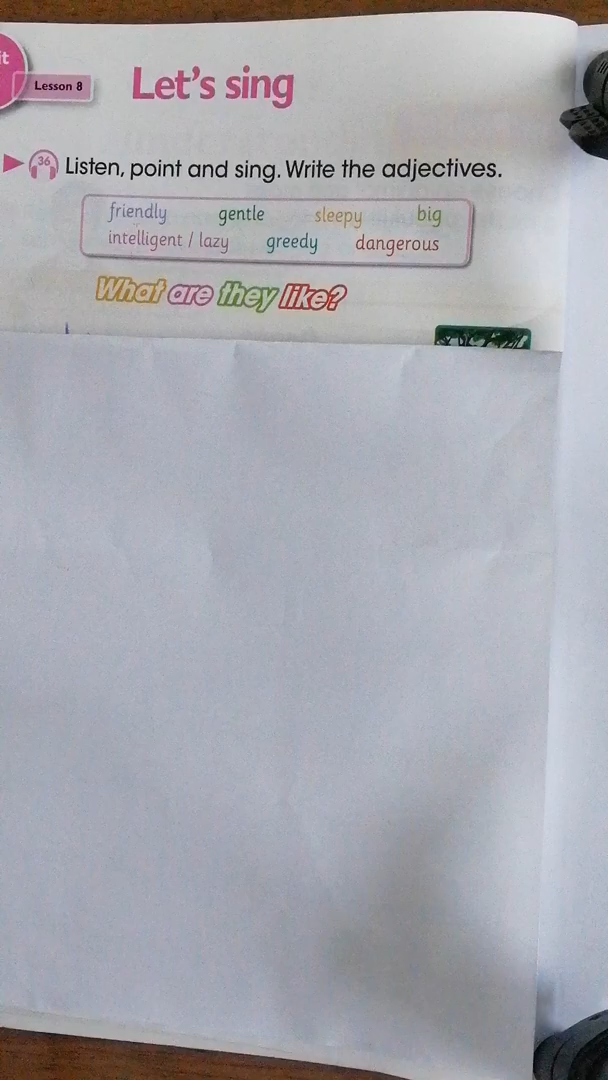 Lesson 8
Let's sing
36
Listen, point and sing. Write the adjectives.
friendly gentle sleepy big
intelligent / lazy greedy dangerous
What are they like?